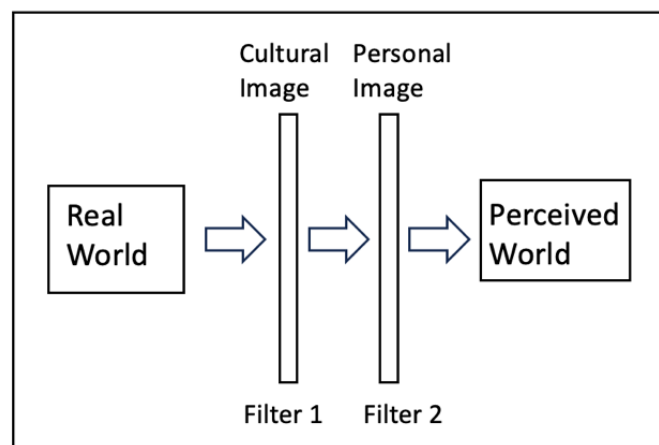 Cultural Image
Personal Image
Real World
Perceived World
Filter 1
Filter 2